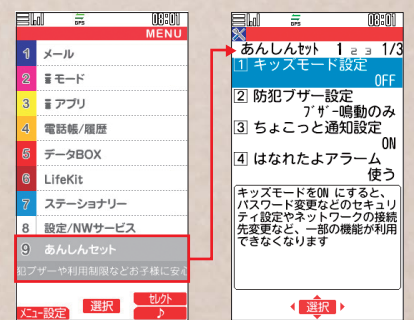 GPS 08:01
MENU
1 メール
2 iモード
3 iアプリ
4 電話帳/履歴
5 データBOX
6 LifeKit
7 ステーショナリー
8 設定/NWサービス
9 あんしんセット
犯ブザーや利用制限などお子様に安心
メニュー設定 選択 セレクト
♪
GPS 08:01
あんしんセット 1 2 3 1/3
1 キッズモード設定
OFF
2 防犯ブザー設定
ブザー鳴動のみ
3 ちょこっと通知設定
ON
4 はなれたよアラーム
使う
キッズモードをON にすると、
パスワード変更などのセキュリ
ティ設定やネットワークの接続
先変更など、一部の機能が利用
できなくなります
選択